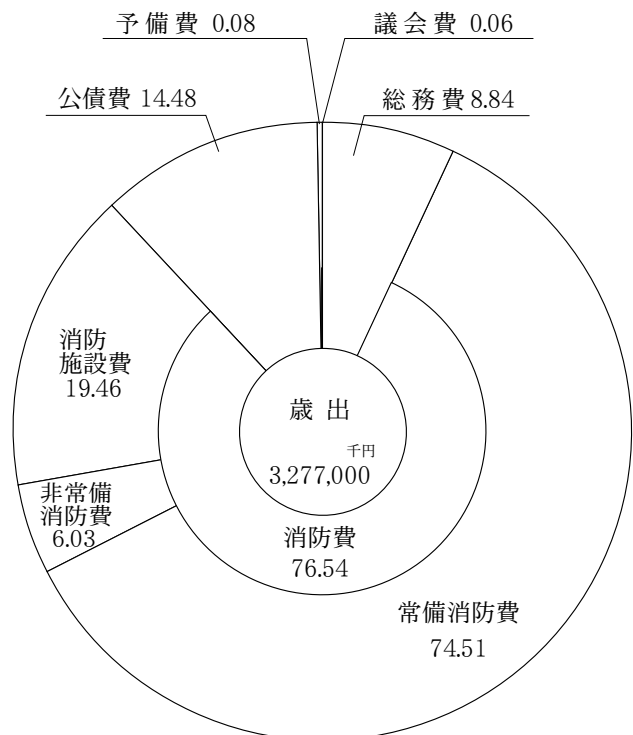 予備費 0.08
議会費 0.06
公債費 14.48
総務費 8.84
消防
施設費
19.46
歳出
千円
3,277,000
非常備
消防費
6.03
消防費
76.54
常備消防費
74.51